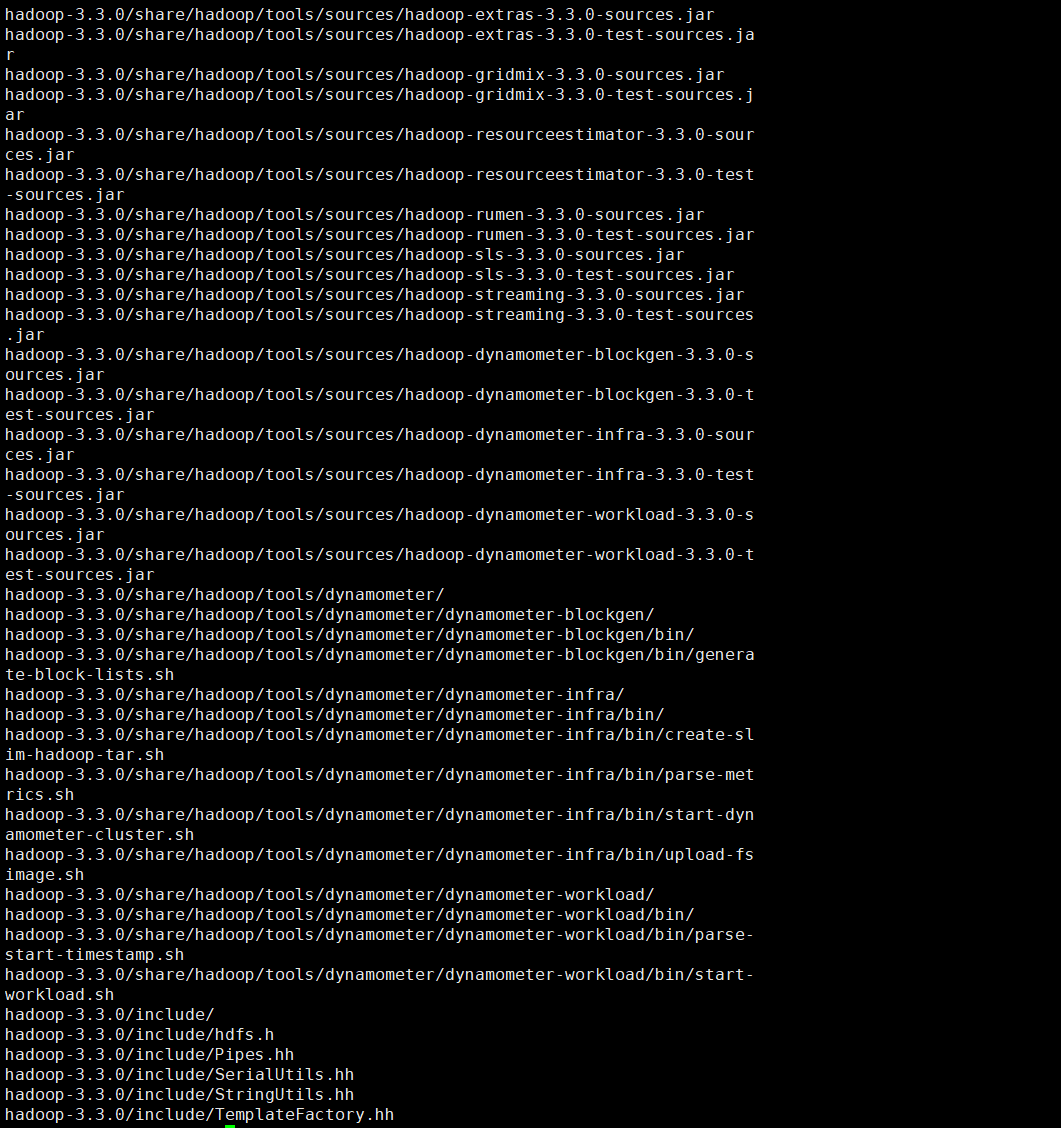 hadoop-3.3.0/share/hadoop/tools/sources/hadoop-extras-3.3.0-sources.jar
hadoop-3.3.0/share/hadoop/tools/sources/hadoop-extras-3.3.0-test-sources.ja
r
hadoop-3.3.0/share/hadoop/tools/sources/hadoop-gridmix-3.3.0-sources.jar
hadoop-3.3.0/share/hadoop/tools/sources/hadoop-gridmix-3.3.0-test-sources.j
ar
hadoop-3.3.0/share/hadoop/tools/sources/hadoop-resourceestimator-3.3.0-sour
ces.jar
hadoop-3.3.0/share/hadoop/tools/sources/hadoop-resourceestimator-3.3.0-test
-sources.jar
hadoop-3.3.0/share/hadoop/tools/sources/hadoop-rumen-3.3.0-sources.jar
hadoop-3.3.0/share/hadoop/tools/sources/hadoop-rumen-3.3.0-test-sources.jar
hadoop-3.3.0/share/hadoop/tools/sources/hadoop-sls-3.3.0-sources.jar
hadoop-3.3.0/share/hadoop/tools/sources/hadoop-sls-3.3.0-test-sources.jar
hadoop-3.3.0/share/hadoop/tools/sources/hadoop-streaming-3.3.0-sources.jar
hadoop-3.3.0/share/hadoop/tools/sources/hadoop-streaming-3.3.0-test-sources
.jar
hadoop-3.3.0/share/hadoop/tools/sources/hadoop-dynamometer-blockgen-3.3.0-s
ources.jar
hadoop-3.3.0/share/hadoop/tools/sources/hadoop-dynamometer-blockgen-3.3.0-t
est-sources.jar
hadoop-3.3.0/share/hadoop/tools/sources/hadoop-dynamometer-infra-3.3.0-sour
ces.jar
hadoop-3.3.0/share/hadoop/tools/sources/hadoop-dynamometer-infra-3.3.0-test
-sources.jar
hadoop-3.3.0/share/hadoop/tools/sources/hadoop-dynamometer-workload-3.3.0-s
ources.jar
hadoop-3.3.0/share/hadoop/tools/sources/hadoop-dynamometer-workload-3.3.0-t
est-sources.jar
hadoop-3.3.0/share/hadoop/tools/dynamometer/
hadoop-3.3.0/share/hadoop/tools/dynamometer/dynamometer-blockgen/
hadoop-3.3.0/share/hadoop/tools/dynamometer/dynamometer-blockgen/bin/
hadoop-3.3.0/share/hadoop/tools/dynamometer/dynamometer-blockgen/bin/genera
te-block-lists.sh
hadoop-3.3.0/share/hadoop/tools/dynamometer/dynamometer-infra/
hadoop-3.3.0/share/hadoop/tools/dynamometer/dynamometer-infra/bin/
hadoop-3.3.0/share/hadoop/tools/dynamometer/dynamometer-infra/bin/create-sl
im-hadoop-tar.sh
hadoop-3.3.0/share/hadoop/tools/dynamometer/dynamometer-infra/bin/parse-met
rics.sh
hadoop-3.3.0/share/hadoop/tools/dynamometer/dynamometer-infra/bin/start-dyn
amometer-cluster.sh
hadoop-3.3.0/share/hadoop/tools/dynamometer/dynamometer-infra/bin/upload-fs
image.sh
hadoop-3.3.0/share/hadoop/tools/dynamometer/dynamometer-workload/
hadoop-3.3.0/share/hadoop/tools/dynamometer/dynamometer-workload/bin/
hadoop-3.3.0/share/hadoop/tools/dynamometer/dynamometer-workload/bin/parse-
start-timestamp.sh
hadoop-3.3.0/share/hadoop/tools/dynamometer/dynamometer-workload/bin/start-
workload.sh
hadoop-3.3.0/include/
hadoop-3.3.0/include/hdfs.h
hadoop-3.3.0/include/Pipes.hh
hadoop-3.3.0/include/SerialUtils.hh
hadoop-3.3.0/include/StringUtils.hh
hadoop-3.3.0/include/TemplateFactory.hh